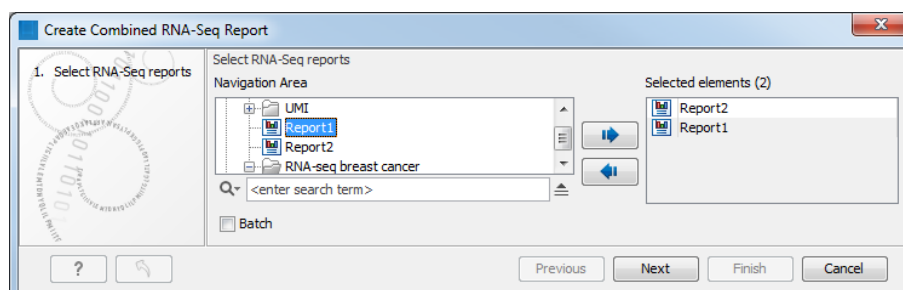 Create Combined RNA-Seq Report
1. Select RNA-Seq reports
Select RNA-Seq reports
Navigation Area
UMI
Report1
Report2
RNA-seq breast cancer
<enter search term>
Batch
Selected elements (2)
Report2
Report1
?
Previous
Next
Finish
Cancel